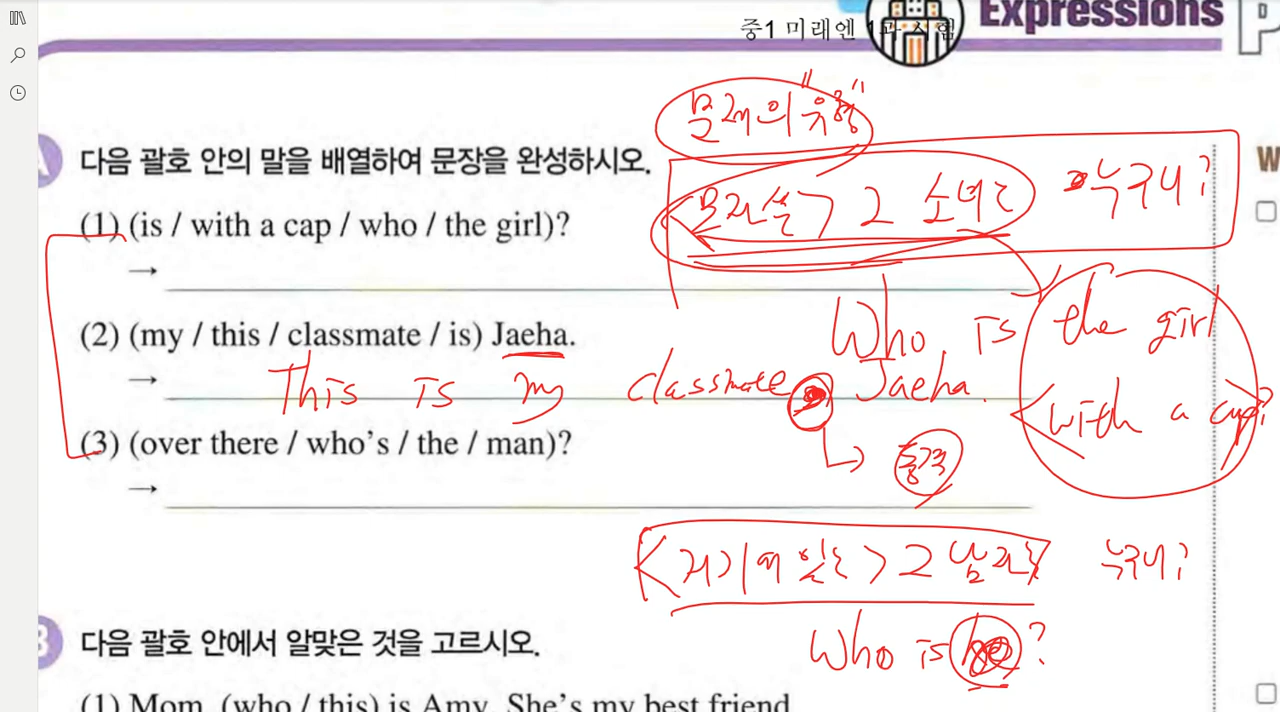 중1 미래엔 1과 시험
Expressions
문제의 "유형"
A 다음 괄호 안의 말을 배열하여 문장을 완성하시오.
<모자쓴> 그 소녀는 누구니?
(1) (is / with a cap / who / the girl)?
→
Who is the girl
<with a cap>?
(2) (my / this / classmate / is) Jaeha.
→ This is my classmate, Jaeha.
동격
(3) (over there / who's / the / man)?
→
<저기에 있는> 그 남자는 누구니?
Who is he?
B 다음 괄호 안에서 알맞은 것을 고르시오.
(1) Mom, (who / this) is Amy. She's my best friend